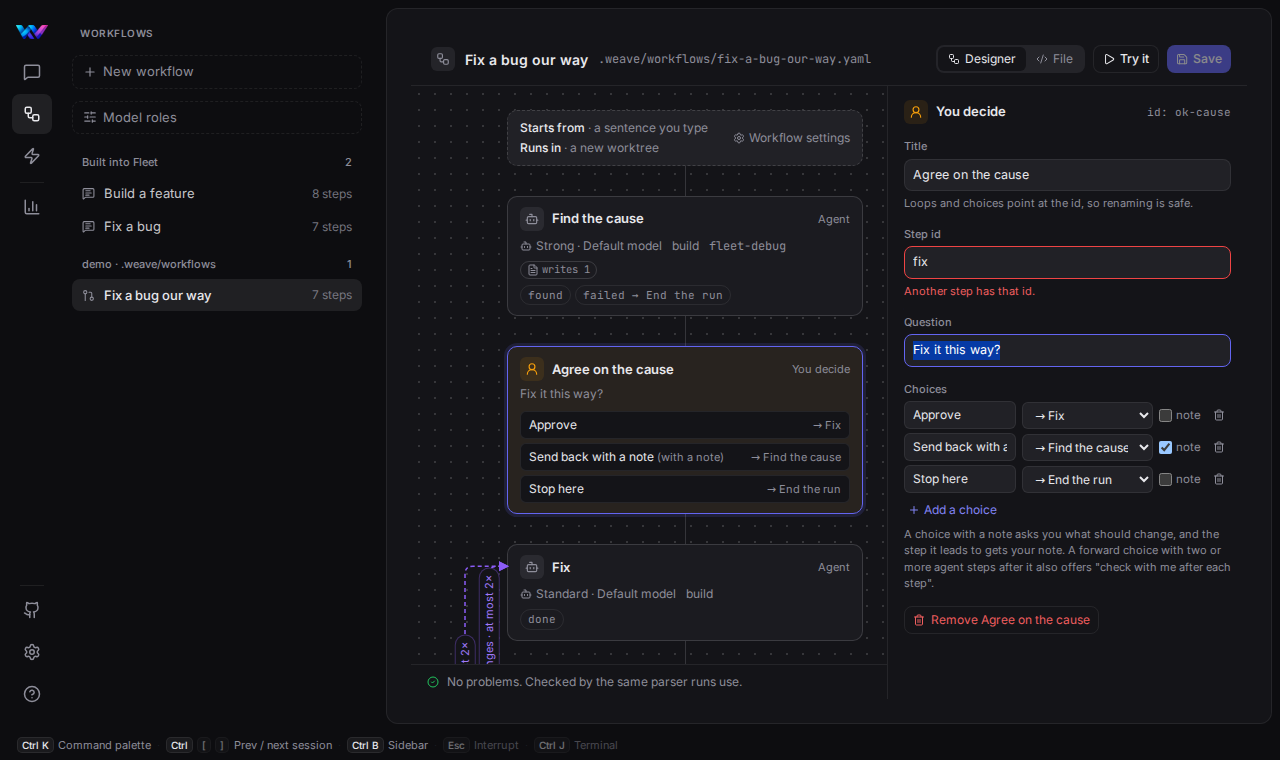 WORKFLOWS
New workflow
Model roles
Built into Fleet 2
Build a feature 8 steps
Fix a bug 7 steps
demo · .weave/workflows 1
Fix a bug our way 7 steps
Fix a bug our way .weave/workflows/fix-a-bug-our-way.yaml
Designer File Try it Save
Starts from · a sentence you type
Runs in · a new worktree
Workflow settings
Find the cause Agent
Strong · Default model build fleet-debug
writes 1
found failed → End the run
Agree on the cause You decide
Fix it this way?
Approve → Fix
Send back with a note (with a note) → Find the cause
Stop here → End the run
Fix Agent
Standard · Default model build
done
nges · at most 2×
t 2×
No problems. Checked by the same parser runs use.
You decide id: ok-cause
Title
Agree on the cause
Loops and choices point at the id, so renaming is safe.
Step id
fix
Another step has that id.
Question
Fix it this way?
Choices
Approve → Fix note
Send back with a → Find the cause note
Stop here → End the run note
+ Add a choice
A choice with a note asks you what should change, and the
step it leads to gets your note. A forward choice with two or
more agent steps after it also offers "check with me after each
step".
Remove Agree on the cause
Ctrl K Command palette Ctrl [ ] Prev / next session Ctrl B Sidebar Esc Interrupt Ctrl J Terminal